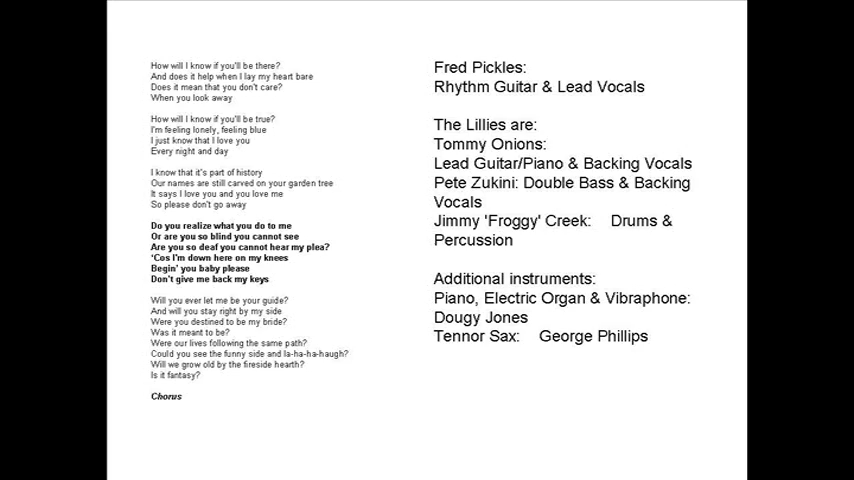 How will I know if you'll be there?
And does it help when I lay my heart bare
Does it mean that you don't care?
When you look away
How will I know if you'll be true?
I'm feeling lonely, feeling blue
I just know that I love you
Every night and day
I know that it's part of history
Our names are still carved on your garden tree
It says I love you and you love me
So please don't go away
Do you realize what you do to me
Or are you so blind you cannot see
Are you so deaf you cannot hear my plea?
'Cos I'm down here on my knees
Begin' you baby please
Don't give me back my keys
Will you ever let me be your guide?
And will you stay right by my side
Were you destined to be my bride?
Was it meant to be?
Were our lives following the same path?
Could you see the funny side and la-ha-ha-haugh?
Will we grow old by the fireside hearth?
Is it fantasy?
Chorus
Fred Pickles:
Rhythm Guitar & Lead Vocals
The Lillies are:
Tommy Onions:
Lead Guitar/Piano & Backing Vocals
Pete Zukini: Double Bass & Backing
Vocals
Jimmy 'Froggy' Creek: Drums &
Percussion
Additional instruments:
Piano, Electric Organ & Vibraphone:
Dougy Jones
Tennor Sax: George Phillips